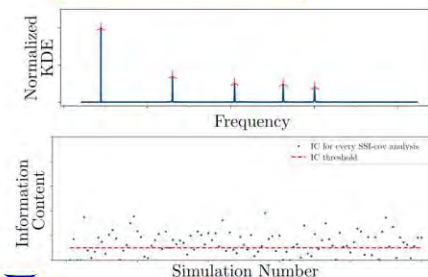 Normalized
KDE
Frequency
IC for every SSI-cov analysis
IC threshold
Information
Content
Simulation Number